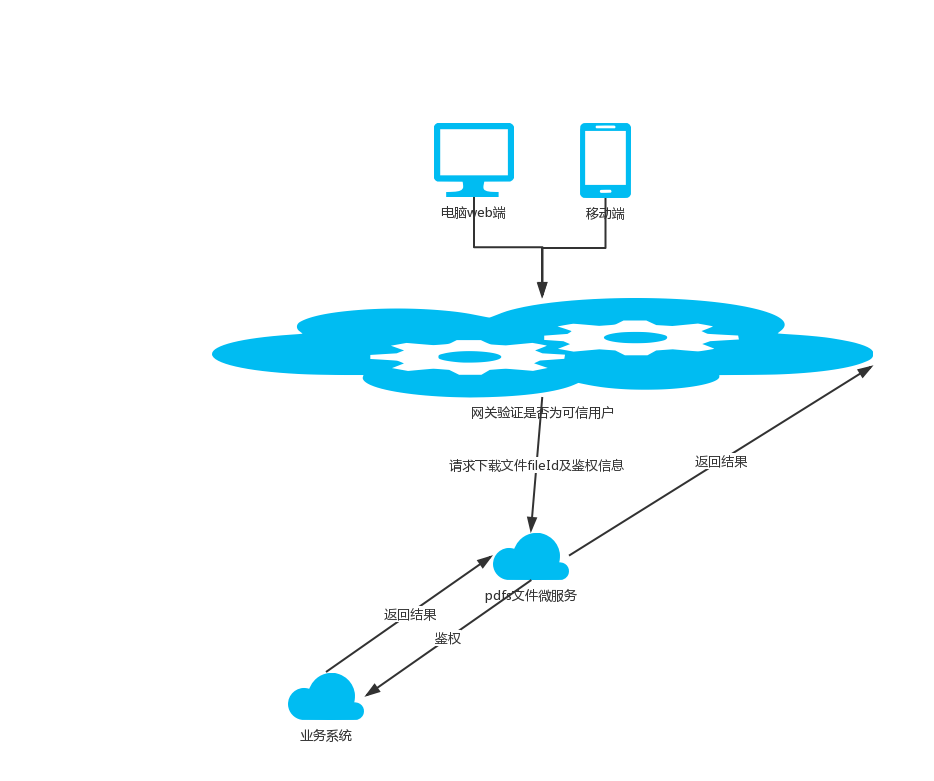 电脑web端
移动端
网关验证是否为可信用户
请求下载文件fileId及鉴权信息
返回结果
pdfs文件微服务
返回结果
鉴权
业务系统